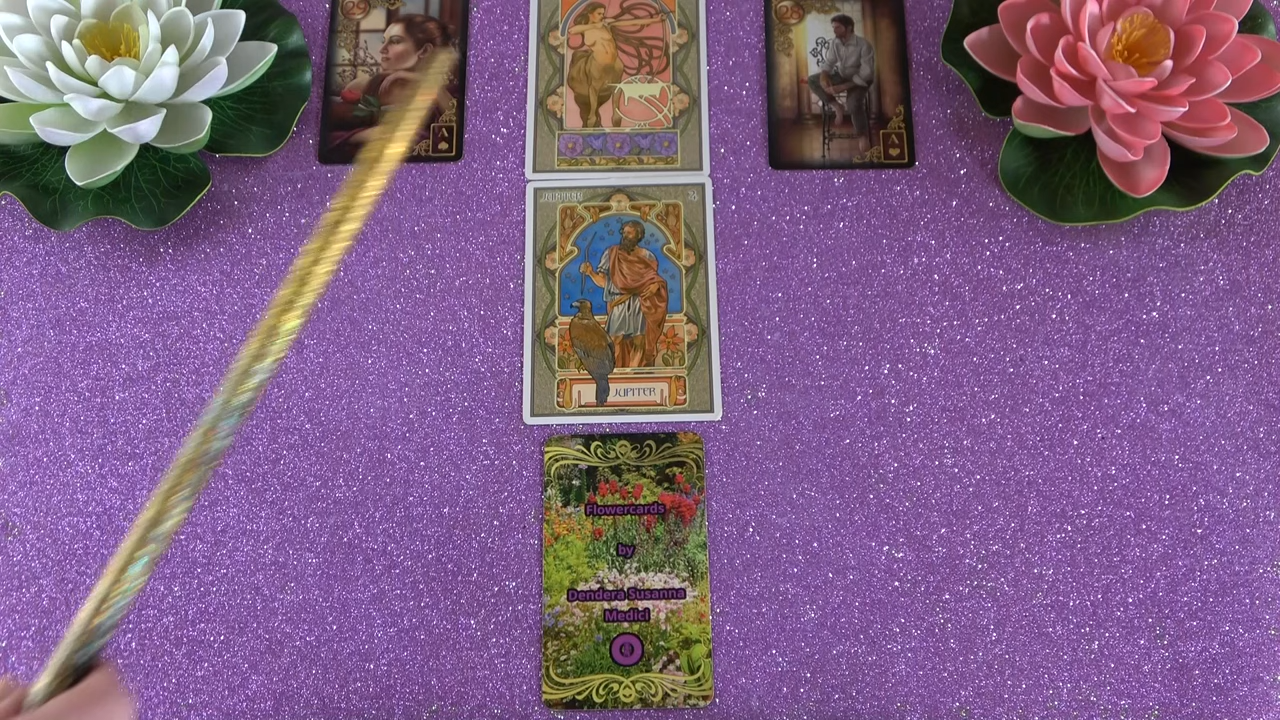 29
A
28
A
JUPITER
JUPITER
Flowercards
by
Dendera Susanna
Medici